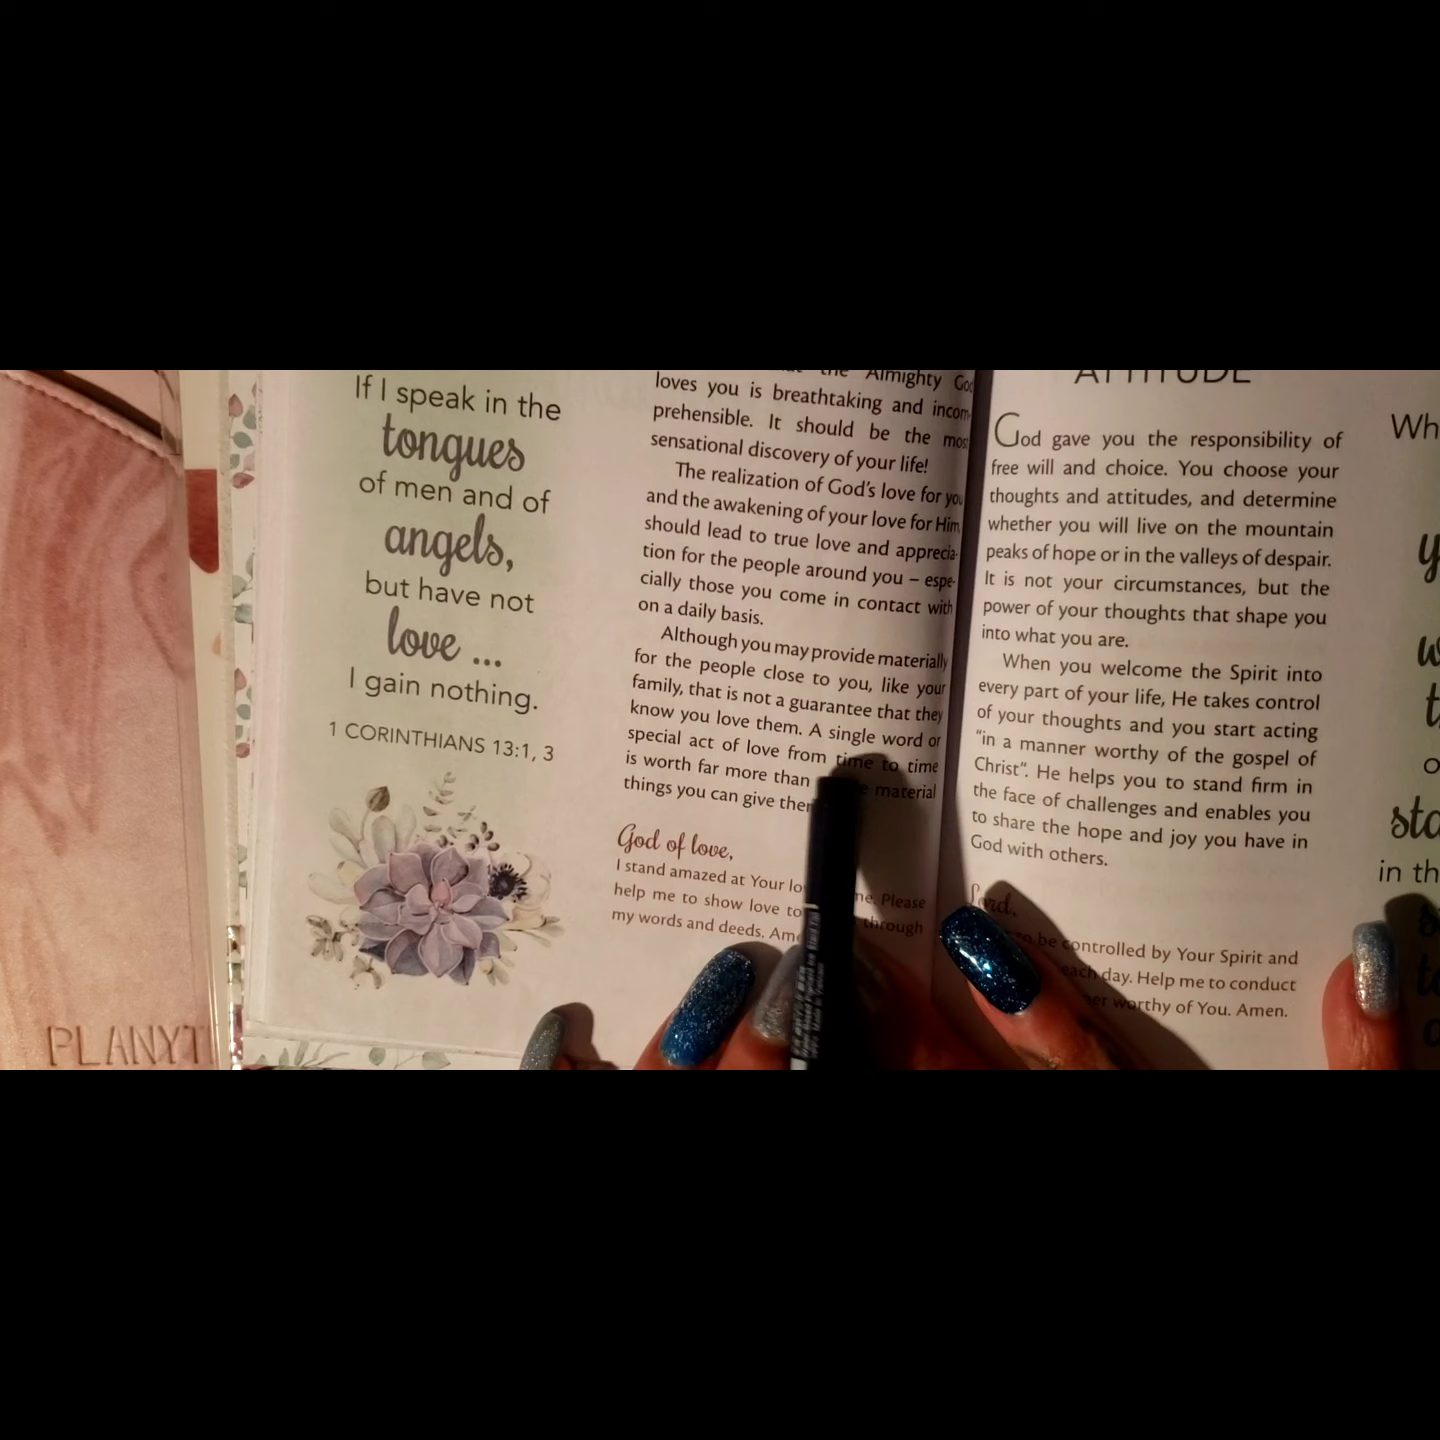 If I speak in the
tongues
of men and of
angels,
but have not
love ...
I gain nothing.
1 CORINTHIANS 13:1, 3
the Almighty God
loves you is breathtaking and incom-
prehensible. It should be the most
sensational discovery of your life!
The realization of God's love for you
and the awakening of your love for Him
should lead to true love and apprecia-
tion for the people around you – espe-
cially those you come in contact with
on a daily basis.
Although you may provide materially
for the people close to you, like your
family, that is not a guarantee that they
know you love them. A single word or
special act of love from time to time
is worth far more than material
things you can give
God of love,
I stand amazed at Your Please
help me to show love to through
my words and deeds.
ATTITUDE
God gave you the responsibility of
free will and choice. You choose your
thoughts and attitudes, and determine
whether you will live on the mountain
peaks of hope or in the valleys of despair.
It is not your circumstances, but the
power of your thoughts that shape you
into what you are.
When you welcome the Spirit into
every part of your life, He takes control
of your thoughts and you start acting
"in a manner worthy of the gospel of
Christ". He helps you to stand firm in
the face of challenges and enables you
to share the hope and joy you have in
God with others.
Lord,
to be controlled by Your Spirit and
each day. Help me to conduct
worthy of You. Amen.
Wh
sta
in th
PLANYT